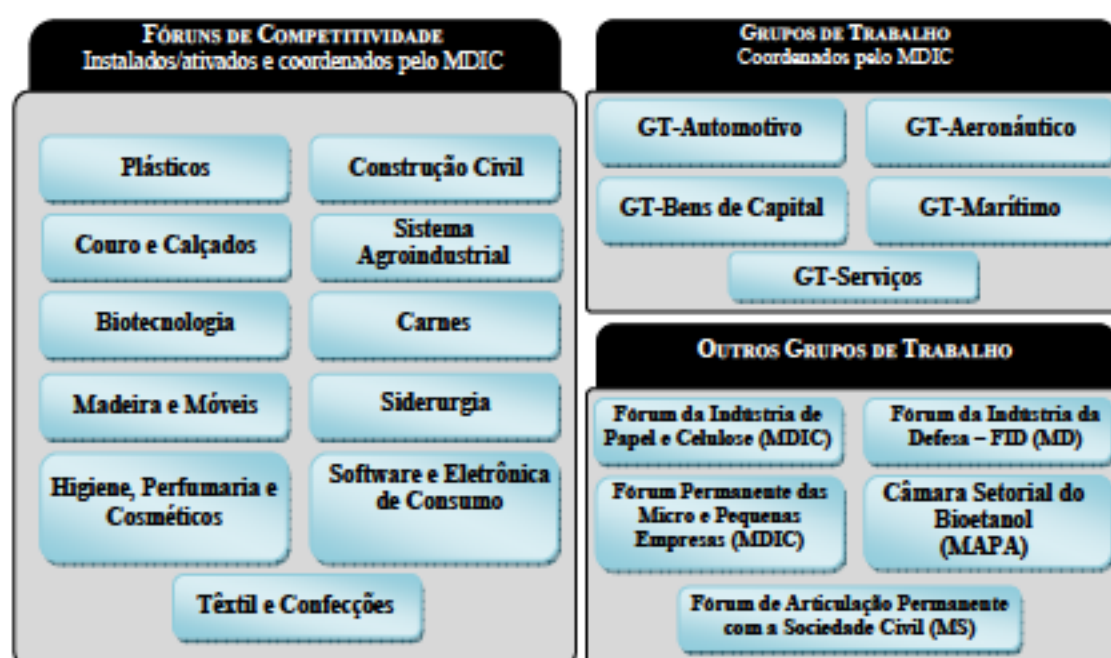 FÓRUNS DE COMPETITIVIDADE
Instalados/ativados e coordenados pelo MDIC
Plásticos
Construção Civil
Couro e Calçados
Sistema
Agroindustrial
Biotecnologia
Carnes
Madeira e Móveis
Siderurgia
Higiene, Perfumaria e
Cosméticos
Software e Eletrônica
de Consumo
Têxtil e Confecções
GRUPOS DE TRABALHO
Coordenados pelo MDIC
GT-Automotivo
GT-Aeronáutico
GT-Bens de Capital
GT-Marítimo
GT-Serviços
OUTROS GRUPOS DE TRABALHO
Fórum da Indústria de
Papel e Celulose (MDIC)
Fórum da Indústria da
Defesa – FID (MD)
Fórum Permanente das
Micro e Pequenas
Empresas (MDIC)
Câmara Setorial do
Bioetanol
(MAPA)
Fórum de Articulação Permanente
com a Sociedade Civil (MS)